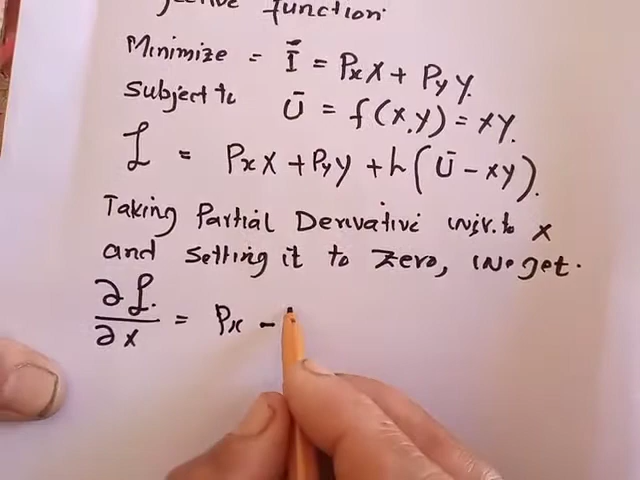 jective function
Minimize = Ī = PxX + PyY.
Subject to Ū = f(x,y) = xy.
L = PxX + PyY + h(Ū - xy).
Taking Partial Derivative w.r.to x
and setting it to zero, we get.
∂L/∂x = Px -